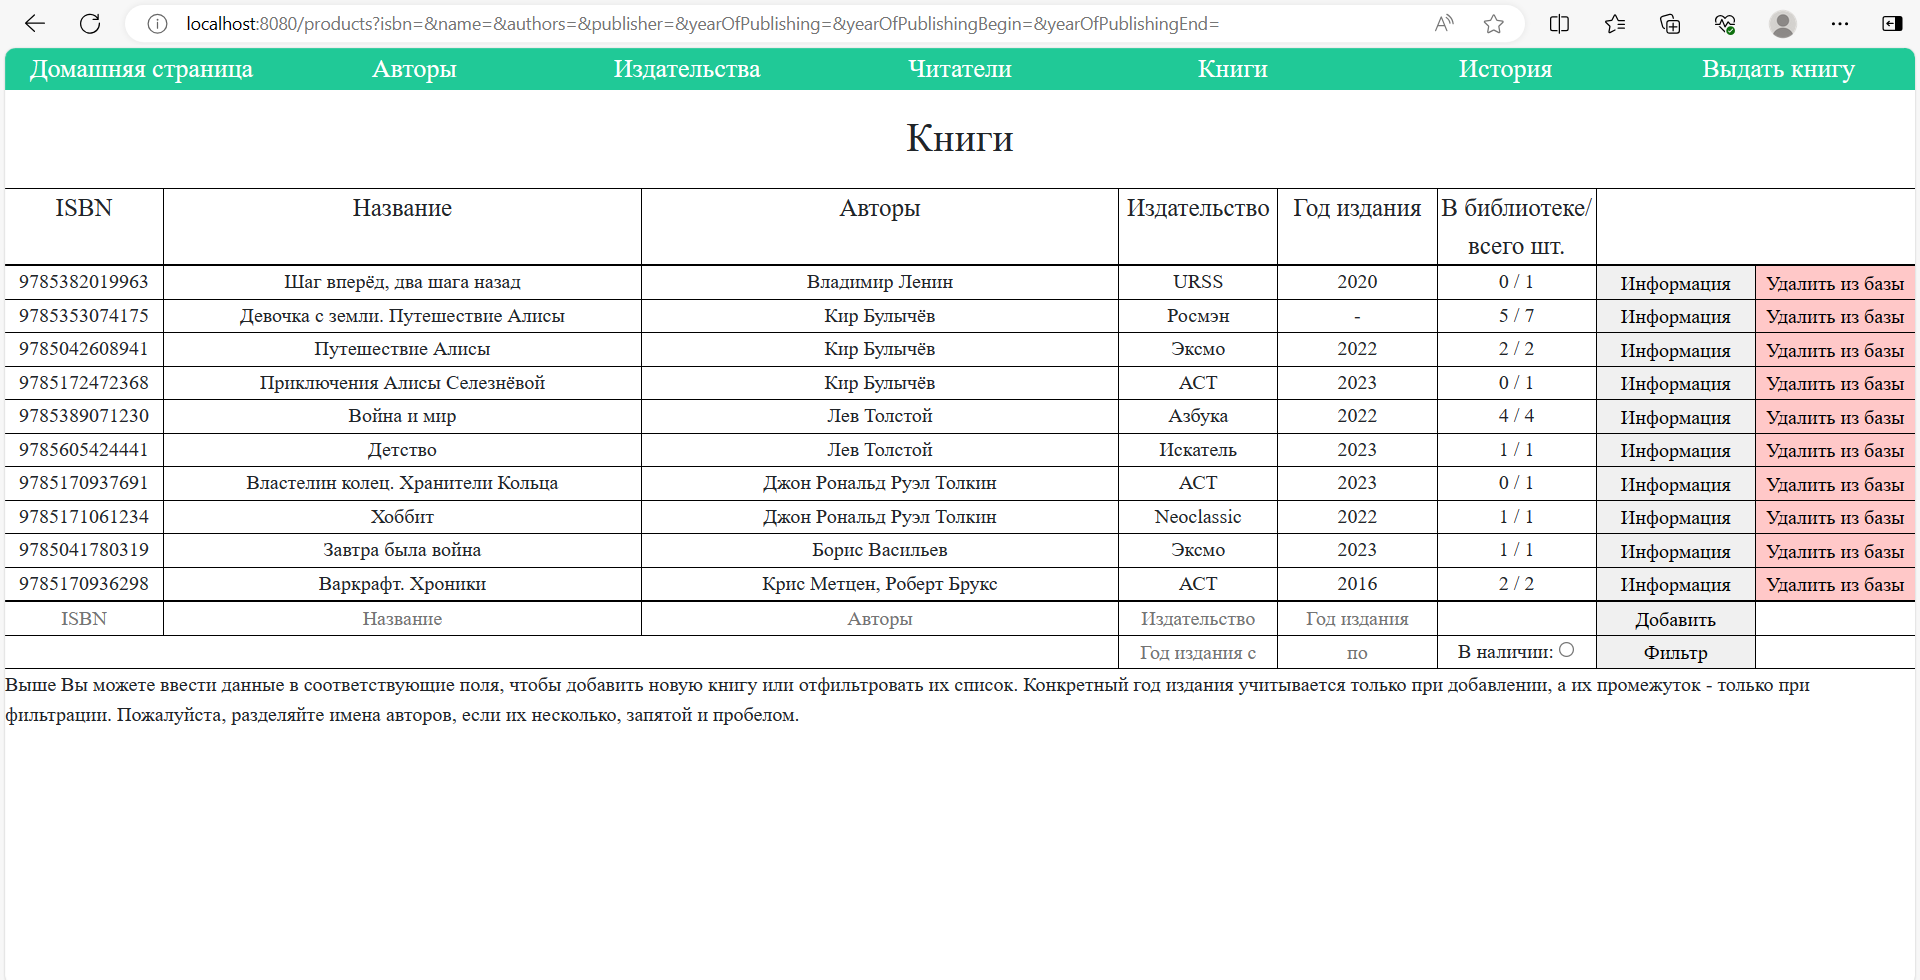 localhost:8080/products?isbn=&name=&authors=&publisher=&yearOfPublishing=&yearOfPublishingBegin=&yearOfPublishingEnd=
Домашняя страница Авторы Издательства Читатели Книги История Выдать книгу
Книги
ISBN Название Авторы Издательство Год издания В библиотеке/
всего шт.
9785382019963 Шаг вперёд, два шага назад Владимир Ленин URSS 2020 0 / 1 Информация Удалить из базы
9785353074175 Девочка с земли. Путешествие Алисы Кир Булычёв Росмэн - 5 / 7 Информация Удалить из базы
9785042608941 Путешествие Алисы Кир Булычёв Эксмо 2022 2 / 2 Информация Удалить из базы
9785172472368 Приключения Алисы Селезнёвой Кир Булычёв АСТ 2023 0 / 1 Информация Удалить из базы
9785389071230 Война и мир Лев Толстой Азбука 2022 4 / 4 Информация Удалить из базы
9785605424441 Детство Лев Толстой Искатель 2023 1 / 1 Информация Удалить из базы
9785170937691 Властелин колец. Хранители Кольца Джон Рональд Руэл Толкин АСТ 2023 0 / 1 Информация Удалить из базы
9785171061234 Хоббит Джон Рональд Руэл Толкин Neoclassic 2022 1 / 1 Информация Удалить из базы
9785041780319 Завтра была война Борис Васильев Эксмо 2023 1 / 1 Информация Удалить из базы
9785170936298 Варкрафт. Хроники Крис Метцен, Роберт Брукс АСТ 2016 2 / 2 Информация Удалить из базы
ISBN Название Авторы Издательство Год издания Добавить
Год издания с по В наличии: Фильтр
Выше Вы можете ввести данные в соответствующие поля, чтобы добавить новую книгу или отфильтровать их список. Конкретный год издания учитывается только при добавлении, а их промежуток - только при
фильтрации. Пожалуйста, разделяйте имена авторов, если их несколько, запятой и пробелом.